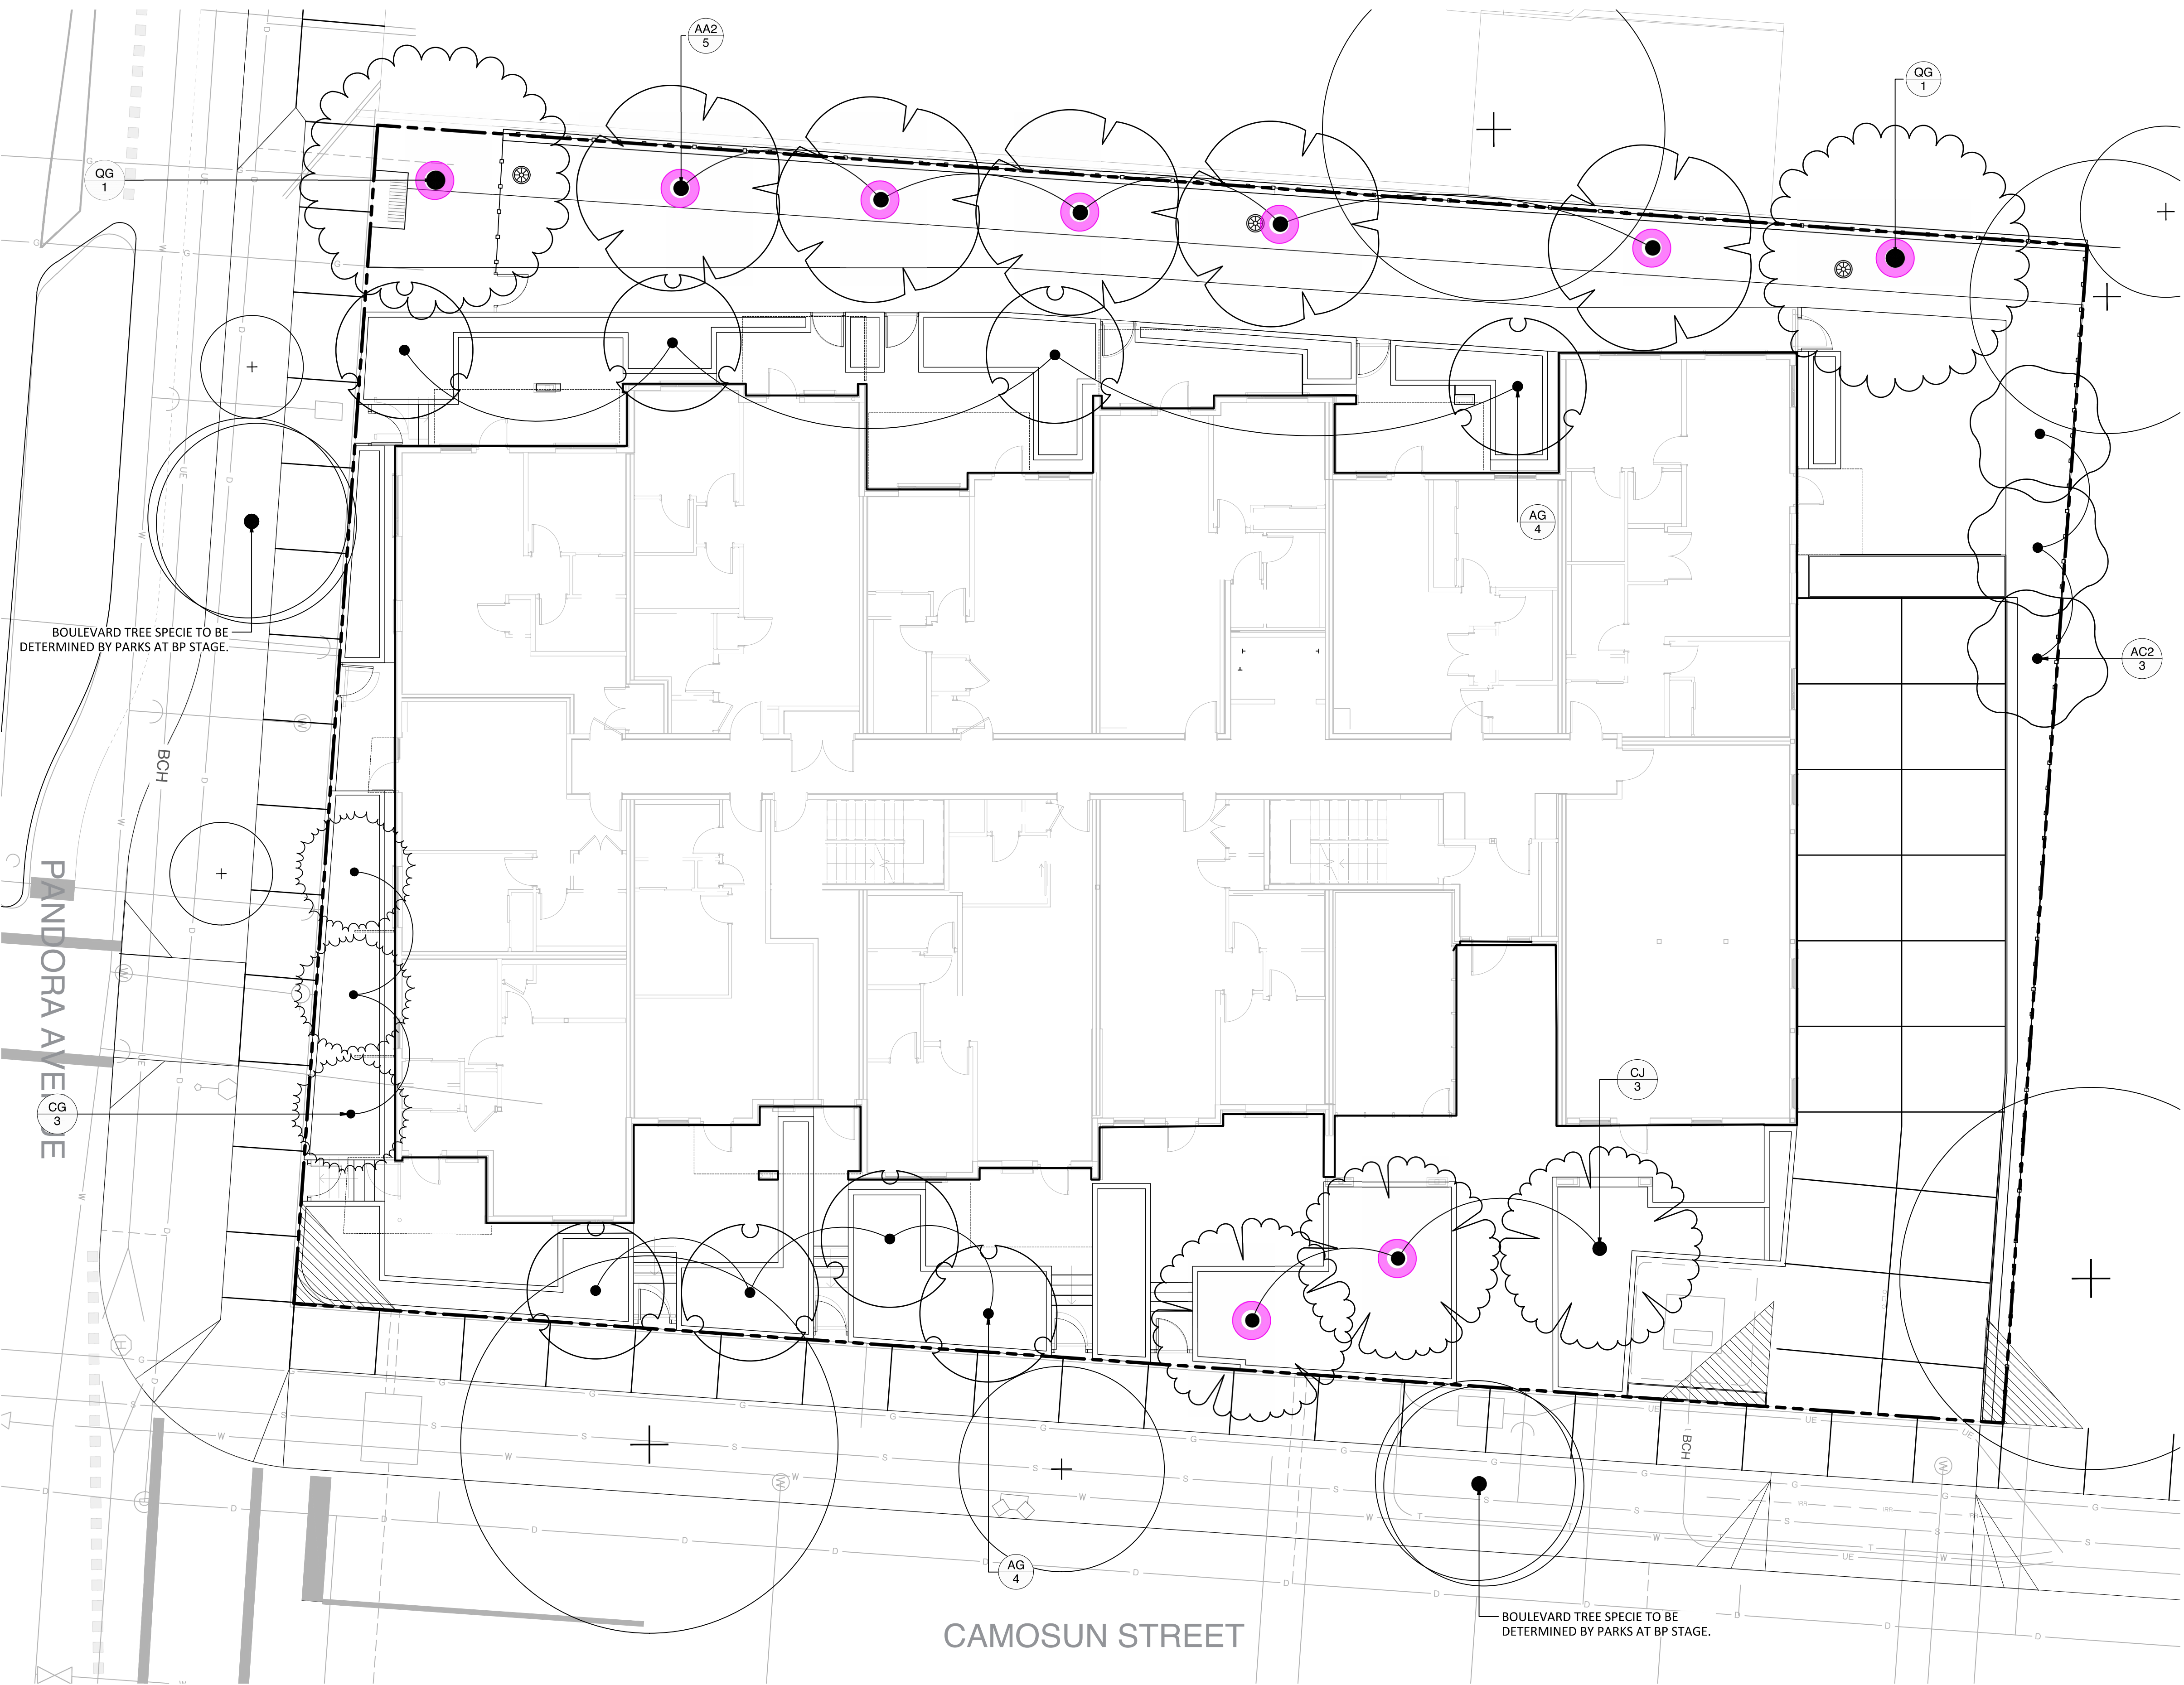 AA2
5
QG
1
QG
1
AG
4
BOULEVARD TREE SPECIE TO BE
DETERMINED BY PARKS AT BP STAGE.
AC2
3
BCH
PANDORA AVENUE
CG
3
CJ
3
BCH
AG
4
CAMOSUN STREET
BOULEVARD TREE SPECIE TO BE
DETERMINED BY PARKS AT BP STAGE.